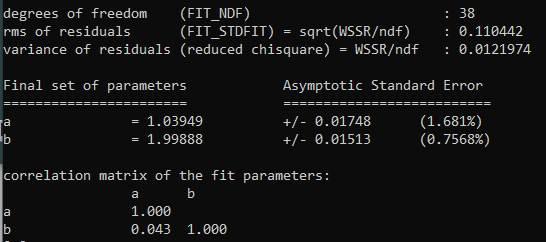 degrees of freedom    (FIT_NDF)                        : 38
rms of residuals      (FIT_STDFIT) = sqrt(WSSR/ndf)    : 0.110442
variance of residuals (reduced chisquare) = WSSR/ndf   : 0.0121974
Final set of parameters            Asymptotic Standard Error
=======================            ==========================
a               = 1.03949          +/- 0.01748      (1.681%)
b               = 1.99888          +/- 0.01513      (0.7568%)
correlation matrix of the fit parameters:
                a      b
a               1.000
b               0.043  1.000